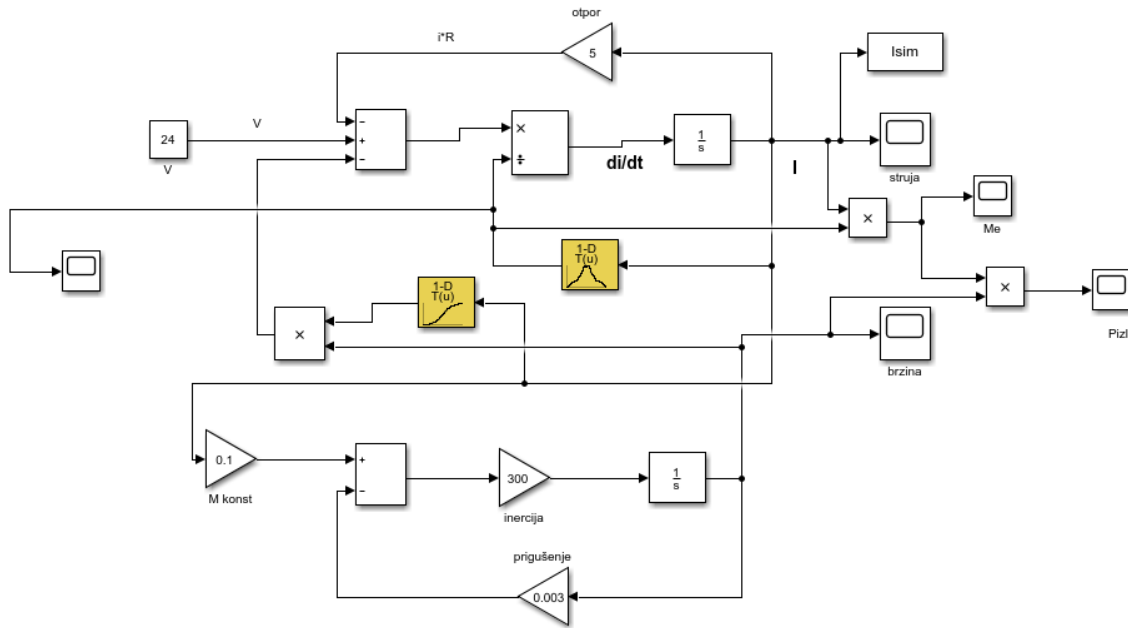 otpor
i*R
5
Isim
V
24
V
−
+
−
×
÷
di/dt
1
s
I
struja
×
Me
1-D
T(u)
1-D
T(u)
×
Pizl
×
brzina
0.1
M konst
+
−
300
inercija
1
s
prigušenje
0.003